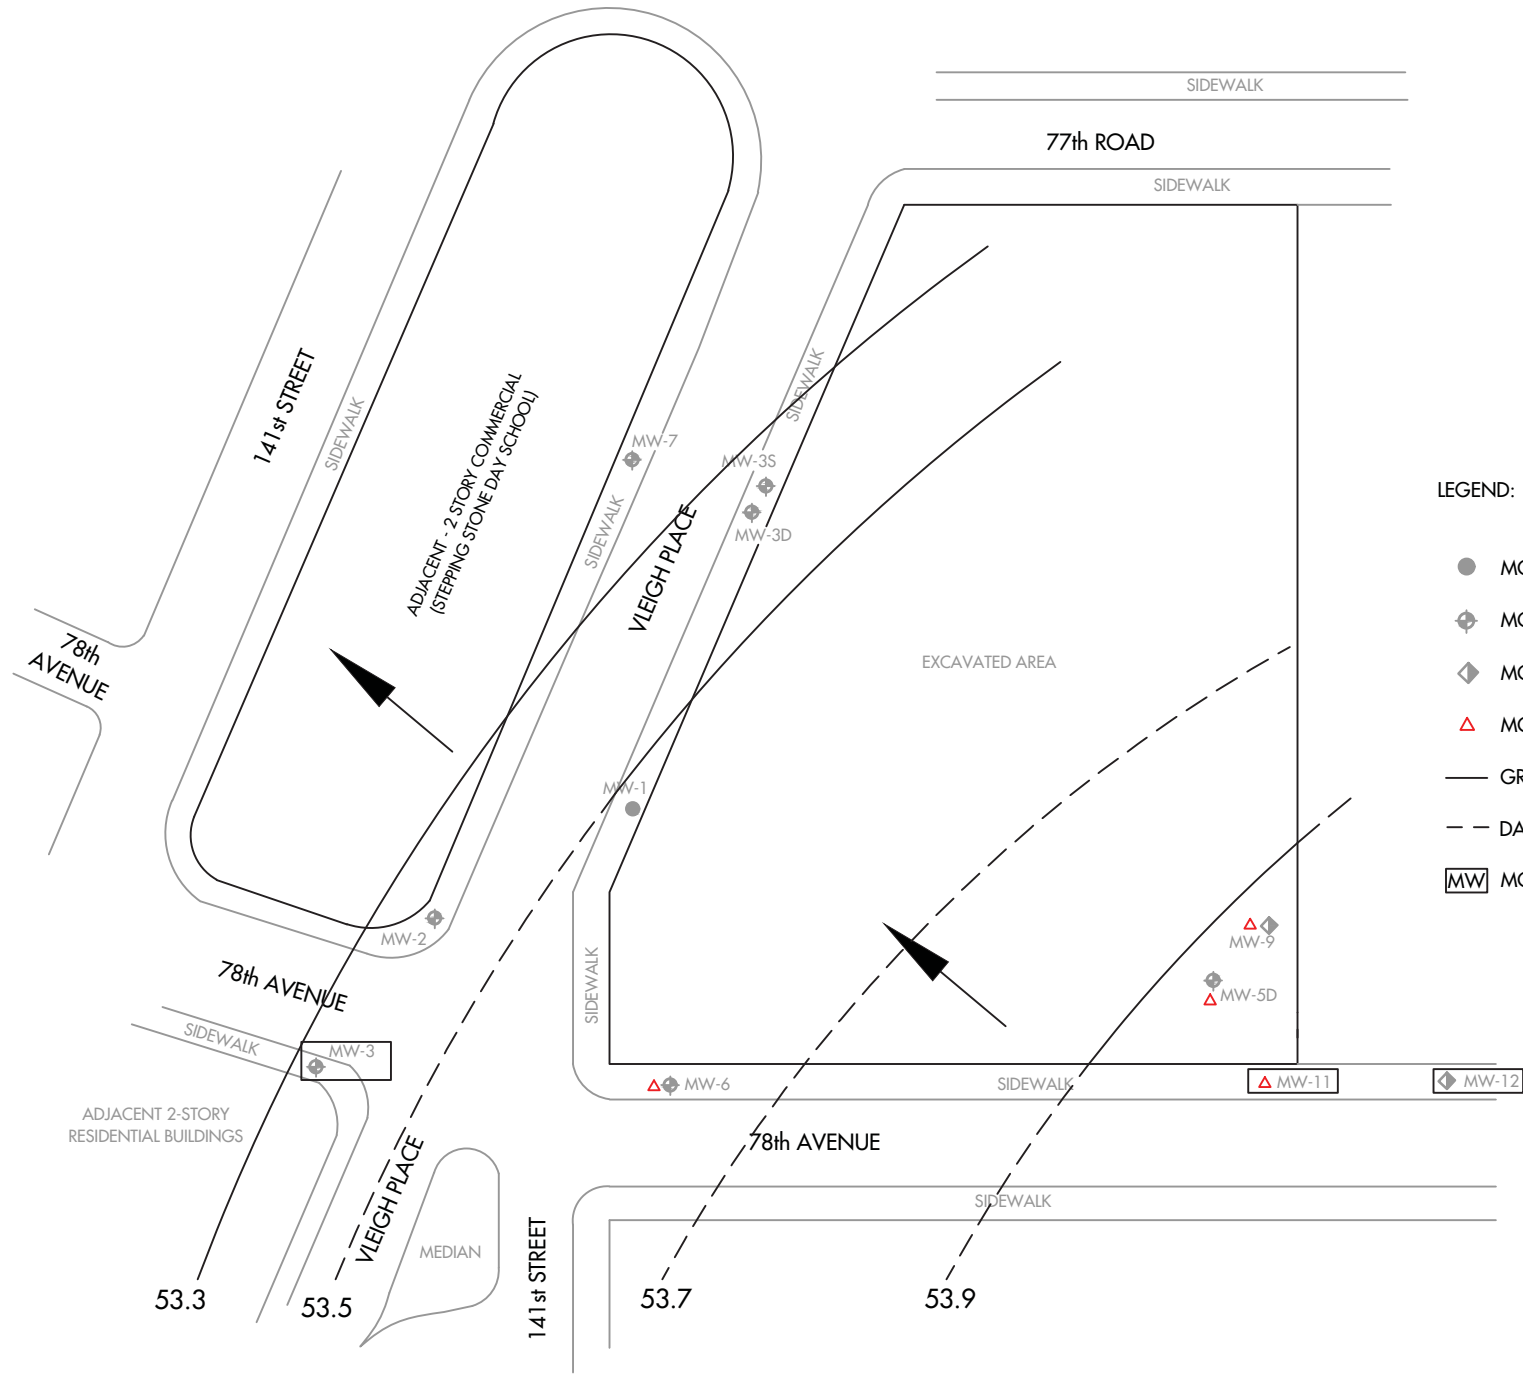 SIDEWALK
77th ROAD
SIDEWALK
141st STREET
SIDEWALK
ADJACENT - 2 STORY COMMERCIAL
(STEPPING STONE DAY SCHOOL)
SIDEWALK
MW-7
MW-3S
MW-3D
SIDEWALK
VLEIGH PLACE
LEGEND:
78th
AVENUE
EXCAVATED AREA
MW-1
MW
MW-2
MW-9
MW-5D
78th AVENUE
SIDEWALK
SIDEWALK
MW-3
MW-6
SIDEWALK
MW-11
MW-12
ADJACENT 2-STORY
RESIDENTIAL BUILDINGS
78th AVENUE
VLEIGH PLACE
SIDEWALK
MEDIAN
141st STREET
53.3
53.5
53.7
53.9